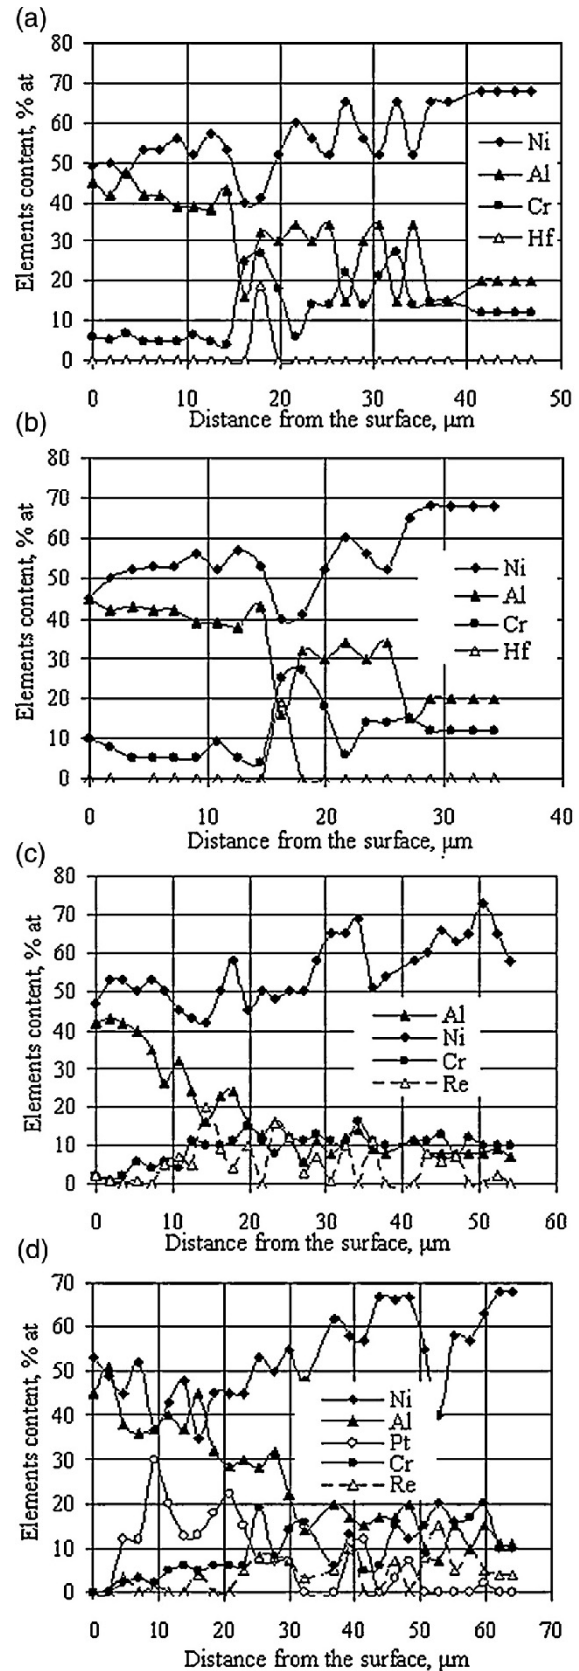 (a)
80
70
60
50
40
30
20
10
0
Elements content, % at
Ni
Al
Cr
Hf
0 10 20 30 40 50
Distance from the surface, µm
(b)
80
70
60
50
40
30
20
10
0
Elements content, % at
Ni
Al
Cr
Hf
0 10 20 30 40
Distance from the surface, µm
(c)
80
70
60
50
40
30
20
10
0
Elements content, % at
Al
Ni
Cr
Re
0 10 20 30 40 50 60
Distance from the surface, µm
(d)
70
60
50
40
30
20
10
0
Elements content, % at
Ni
Al
Pt
Cr
Re
0 10 20 30 40 50 60 70
Distance from the surface, µm